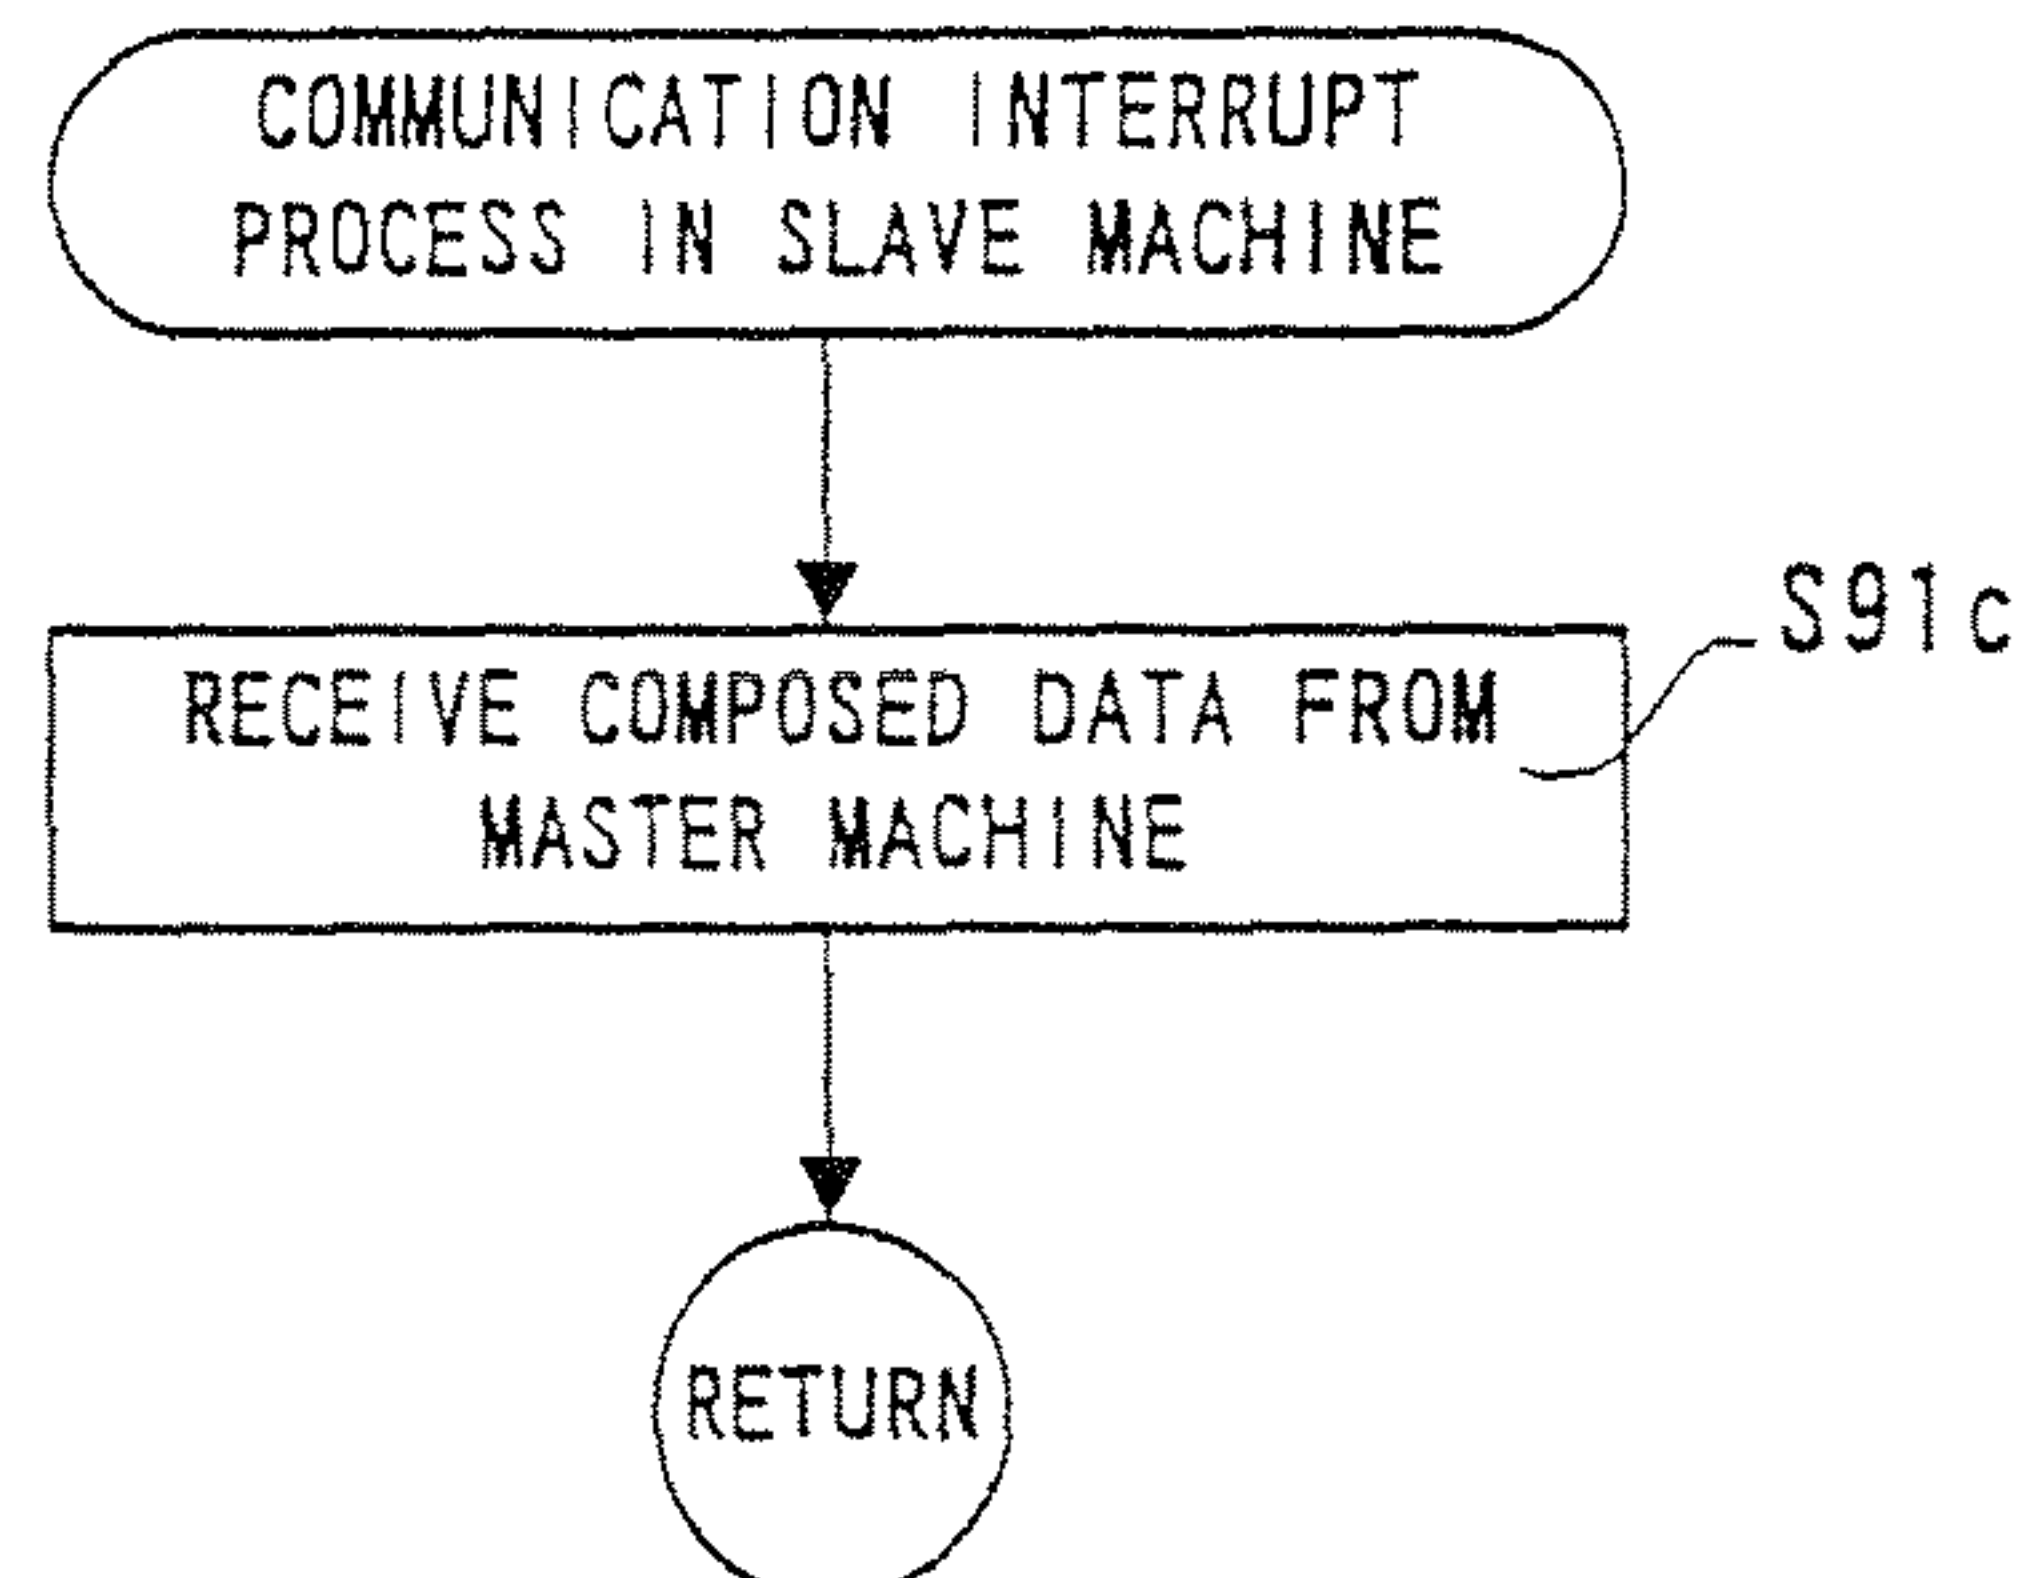 COMMUNICATION INTERRUPT
PROCESS IN SLAVE MACHINE
S91c
RECEIVE COMPOSED DATA FROM
MASTER MACHINE
RETURN